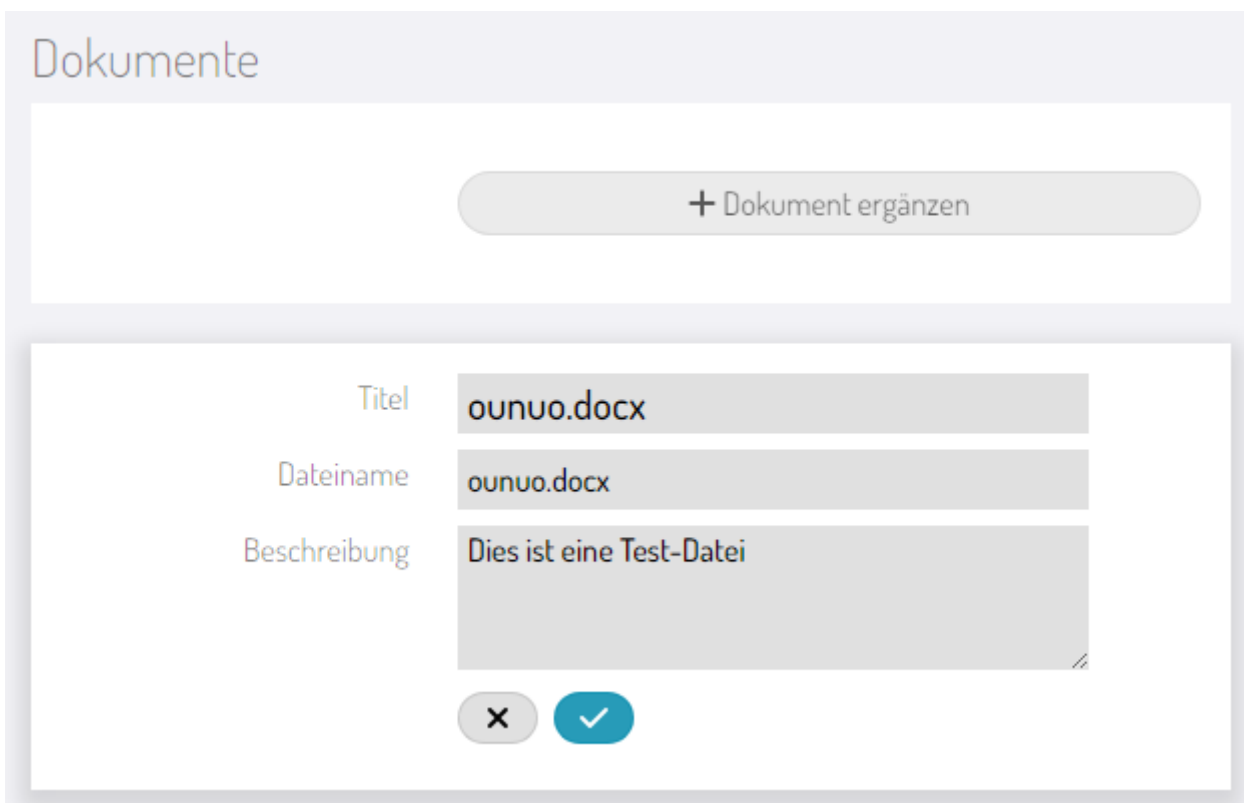 Dokumente
+ Dokument ergänzen
Titel ounuo.docx
Dateiname ounuo.docx
Beschreibung Dies ist eine Test-Datei